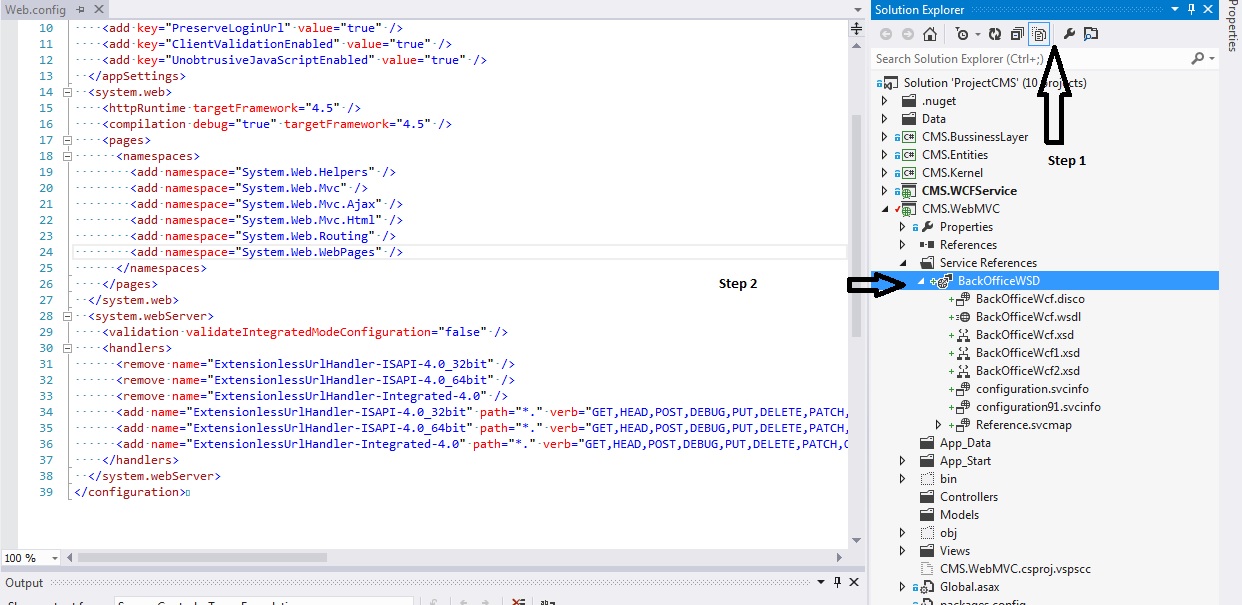 Web.config
10 <add key="PreserveLoginUrl" value="true" />
11 <add key="ClientValidationEnabled" value="true" />
12 <add key="UnobtrusiveJavaScriptEnabled" value="true" />
13 </appSettings>
14 <system.web>
15 <httpRuntime targetFramework="4.5" />
16 <compilation debug="true" targetFramework="4.5" />
17 <pages>
18 <namespaces>
19 <add namespace="System.Web.Helpers" />
20 <add namespace="System.Web.Mvc" />
21 <add namespace="System.Web.Mvc.Ajax" />
22 <add namespace="System.Web.Mvc.Html" />
23 <add namespace="System.Web.Routing" />
24 <add namespace="System.Web.WebPages" />
25 </namespaces>
26 </pages>
27 </system.web>
28 <system.webServer>
29 <validation validateIntegratedModeConfiguration="false" />
30 <handlers>
31 <remove name="ExtensionlessUrlHandler-ISAPI-4.0_32bit" />
32 <remove name="ExtensionlessUrlHandler-ISAPI-4.0_64bit" />
33 <remove name="ExtensionlessUrlHandler-Integrated-4.0" />
34 <add name="ExtensionlessUrlHandler-ISAPI-4.0_32bit" path="*." verb="GET,HEAD,POST,DEBUG,PUT,DELETE,PATCH,
35 <add name="ExtensionlessUrlHandler-ISAPI-4.0_64bit" path="*." verb="GET,HEAD,POST,DEBUG,PUT,DELETE,PATCH,
36 <add name="ExtensionlessUrlHandler-Integrated-4.0" path="*." verb="GET,HEAD,POST,DEBUG,PUT,DELETE,PATCH,O
37 </handlers>
38 </system.webServer>
39 </configuration>
100 %
Output
Step 2
Solution Explorer
Search Solution Explorer (Ctrl+;)
Solution 'ProjectCMS' (10 projects)
.nuget
Data
C# CMS.BussinessLayer
C# CMS.Entities
C# CMS.Kernel
CMS.WCFService
CMS.WebMVC
Properties
References
Service References
BackOfficeWSD
BackOfficeWcf.disco
BackOfficeWcf.wsdl
BackOfficeWcf.xsd
BackOfficeWcf1.xsd
BackOfficeWcf2.xsd
configuration.svcinfo
configuration91.svcinfo
Reference.svcmap
App_Data
App_Start
bin
Controllers
Models
obj
Views
CMS.WebMVC.csproj.vspscc
Global.asax
packages.config
Step 1
Properties